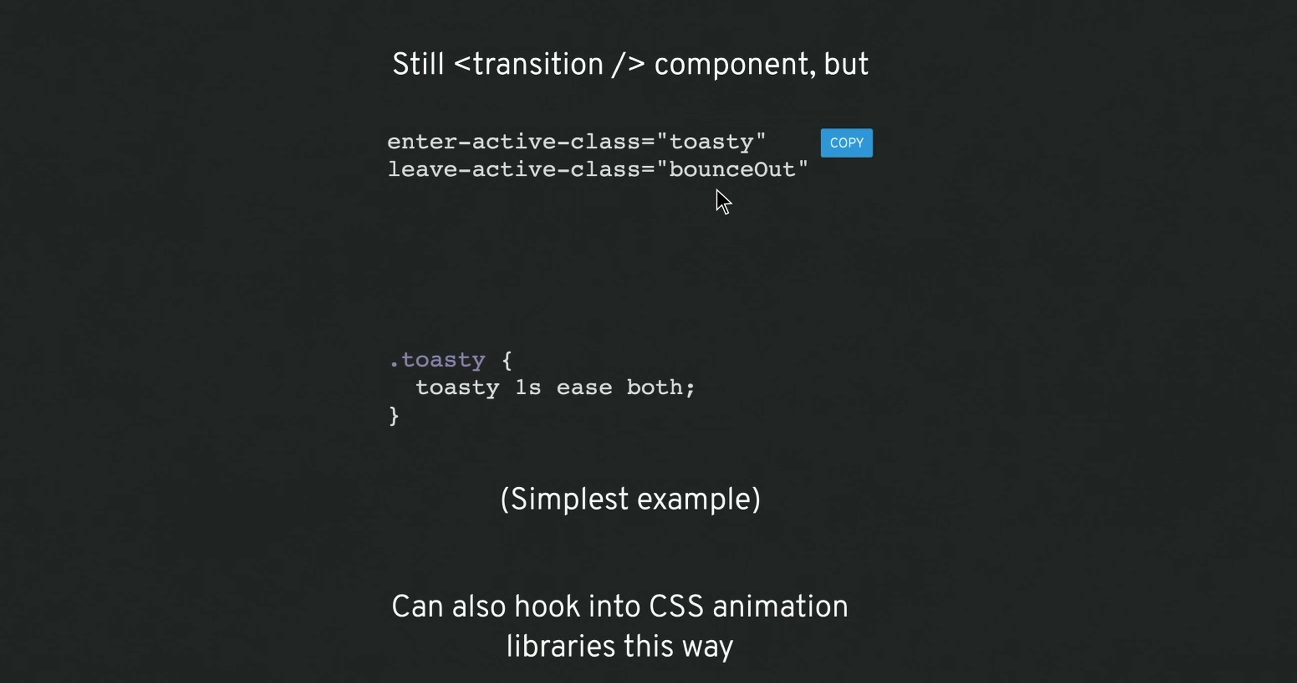 Still <transition /> component, but
enter-active-class="toasty"
COPY
leave-active-class="bounceOut"
.toasty {
  toasty 1s ease both;
}
(Simplest example)
Can also hook into CSS animation
libraries this way